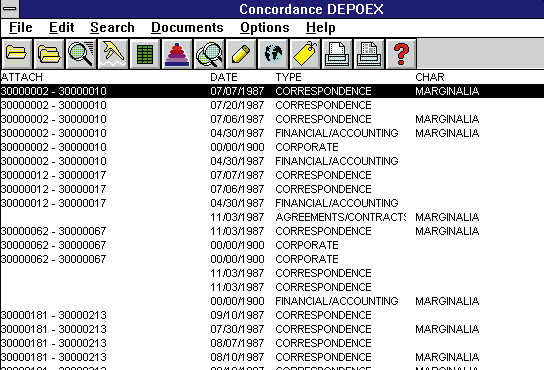 Concordance DEPOEX
File Edit Search Documents Options Help
ATTACH DATE TYPE CHAR
30000002 - 30000010 07/07/1987 CORRESPONDENCE MARGINALIA
30000002 - 30000010 07/20/1987 CORRESPONDENCE
30000002 - 30000010 07/06/1987 CORRESPONDENCE MARGINALIA
30000002 - 30000010 04/30/1987 FINANCIAL/ACCOUNTING MARGINALIA
30000002 - 30000010 00/00/1900 CORPORATE
30000002 - 30000010 04/30/1987 FINANCIAL/ACCOUNTING
30000012 - 30000017 07/07/1987 CORRESPONDENCE
30000012 - 30000017 07/06/1987 CORRESPONDENCE
30000012 - 30000017 04/30/1987 FINANCIAL/ACCOUNTING
11/03/1987 AGREEMENTS/CONTRACTS MARGINALIA
30000062 - 30000067 11/03/1987 CORRESPONDENCE MARGINALIA
30000062 - 30000067 00/00/1900 CORPORATE
30000062 - 30000067 00/00/1900 CORPORATE
11/03/1987 CORRESPONDENCE
11/03/1987 CORRESPONDENCE
00/00/1900 FINANCIAL/ACCOUNTING MARGINALIA
30000181 - 30000213 09/10/1987 CORRESPONDENCE
30000181 - 30000213 07/30/1987 CORRESPONDENCE MARGINALIA
30000181 - 30000213 08/07/1987 CORRESPONDENCE
30000181 - 30000213 08/10/1987 CORRESPONDENCE MARGINALIA